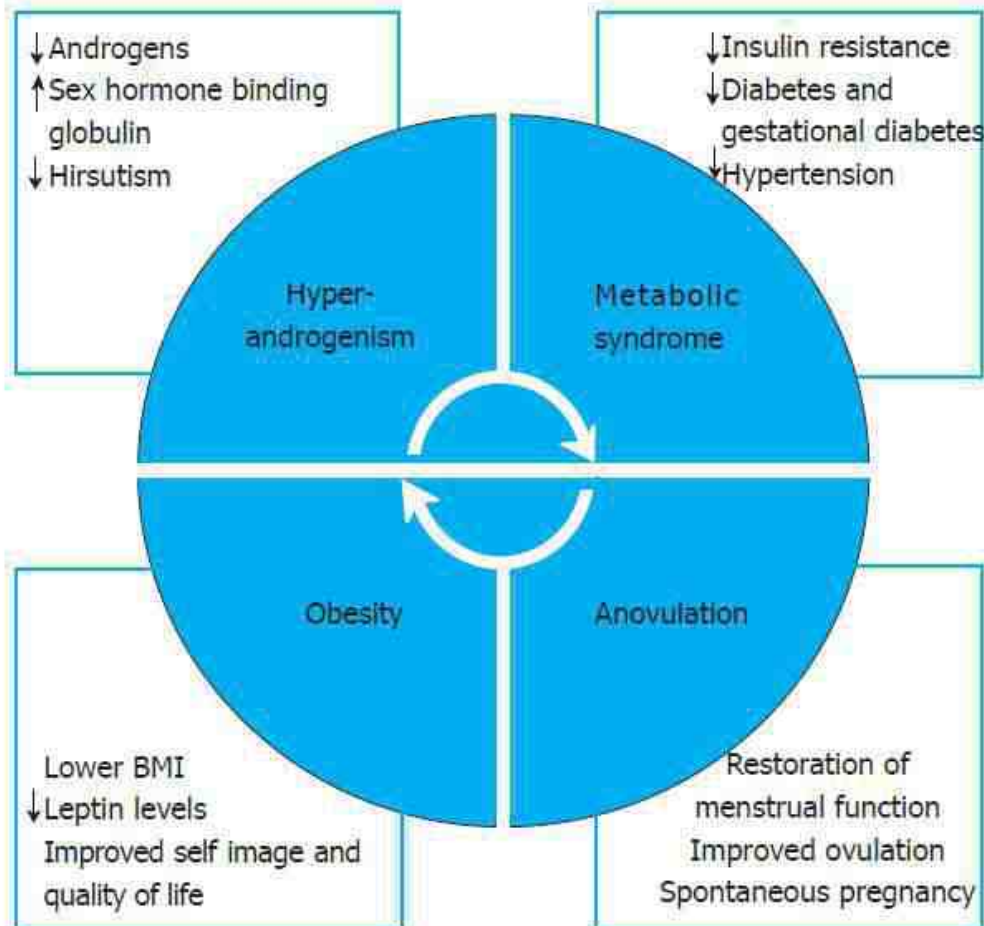 ↓Androgens
↑Sex hormone binding
globulin
↓Hirsutism
↓Insulin resistance
↓Diabetes and
gestational diabetes
↓Hypertension
Hyper-
androgenism
Metabolic
syndrome
Obesity
Anovulation
Lower BMI
↓Leptin levels
Improved self image and
quality of life
Restoration of
menstrual function
Improved ovulation
Spontaneous pregnancy